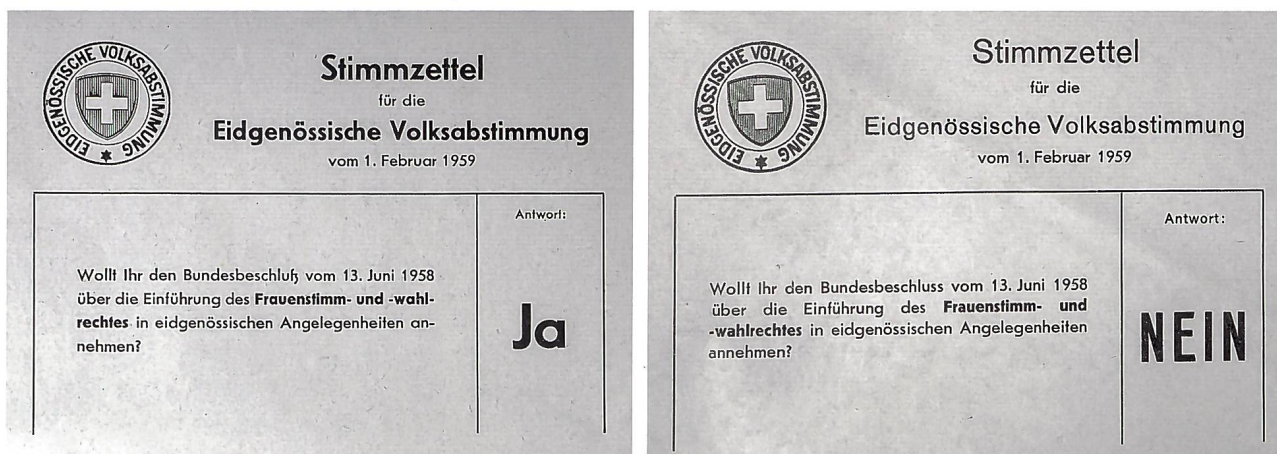 EIDGENÖSSISCHE VOLKSABSTIMMUNG
Stimmzettel
für die
Eidgenössische Volksabstimmung
vom 1. Februar 1959
Wollt Ihr den Bundesbeschluß vom 13. Juni 1958
über die Einführung des Frauenstimm- und -wahl-
rechtes in eidgenössischen Angelegenheiten an-
nehmen?
Antwort:
Ja
EIDGENÖSSISCHE VOLKSABSTIMMUNG
Stimmzettel
für die
Eidgenössische Volksabstimmung
vom 1. Februar 1959
Wollt Ihr den Bundesbeschluss vom 13. Juni 1958
über die Einführung des Frauenstimm- und
-wahlrechtes in eidgenössischen Angelegenheiten
annehmen?
Antwort:
NEIN